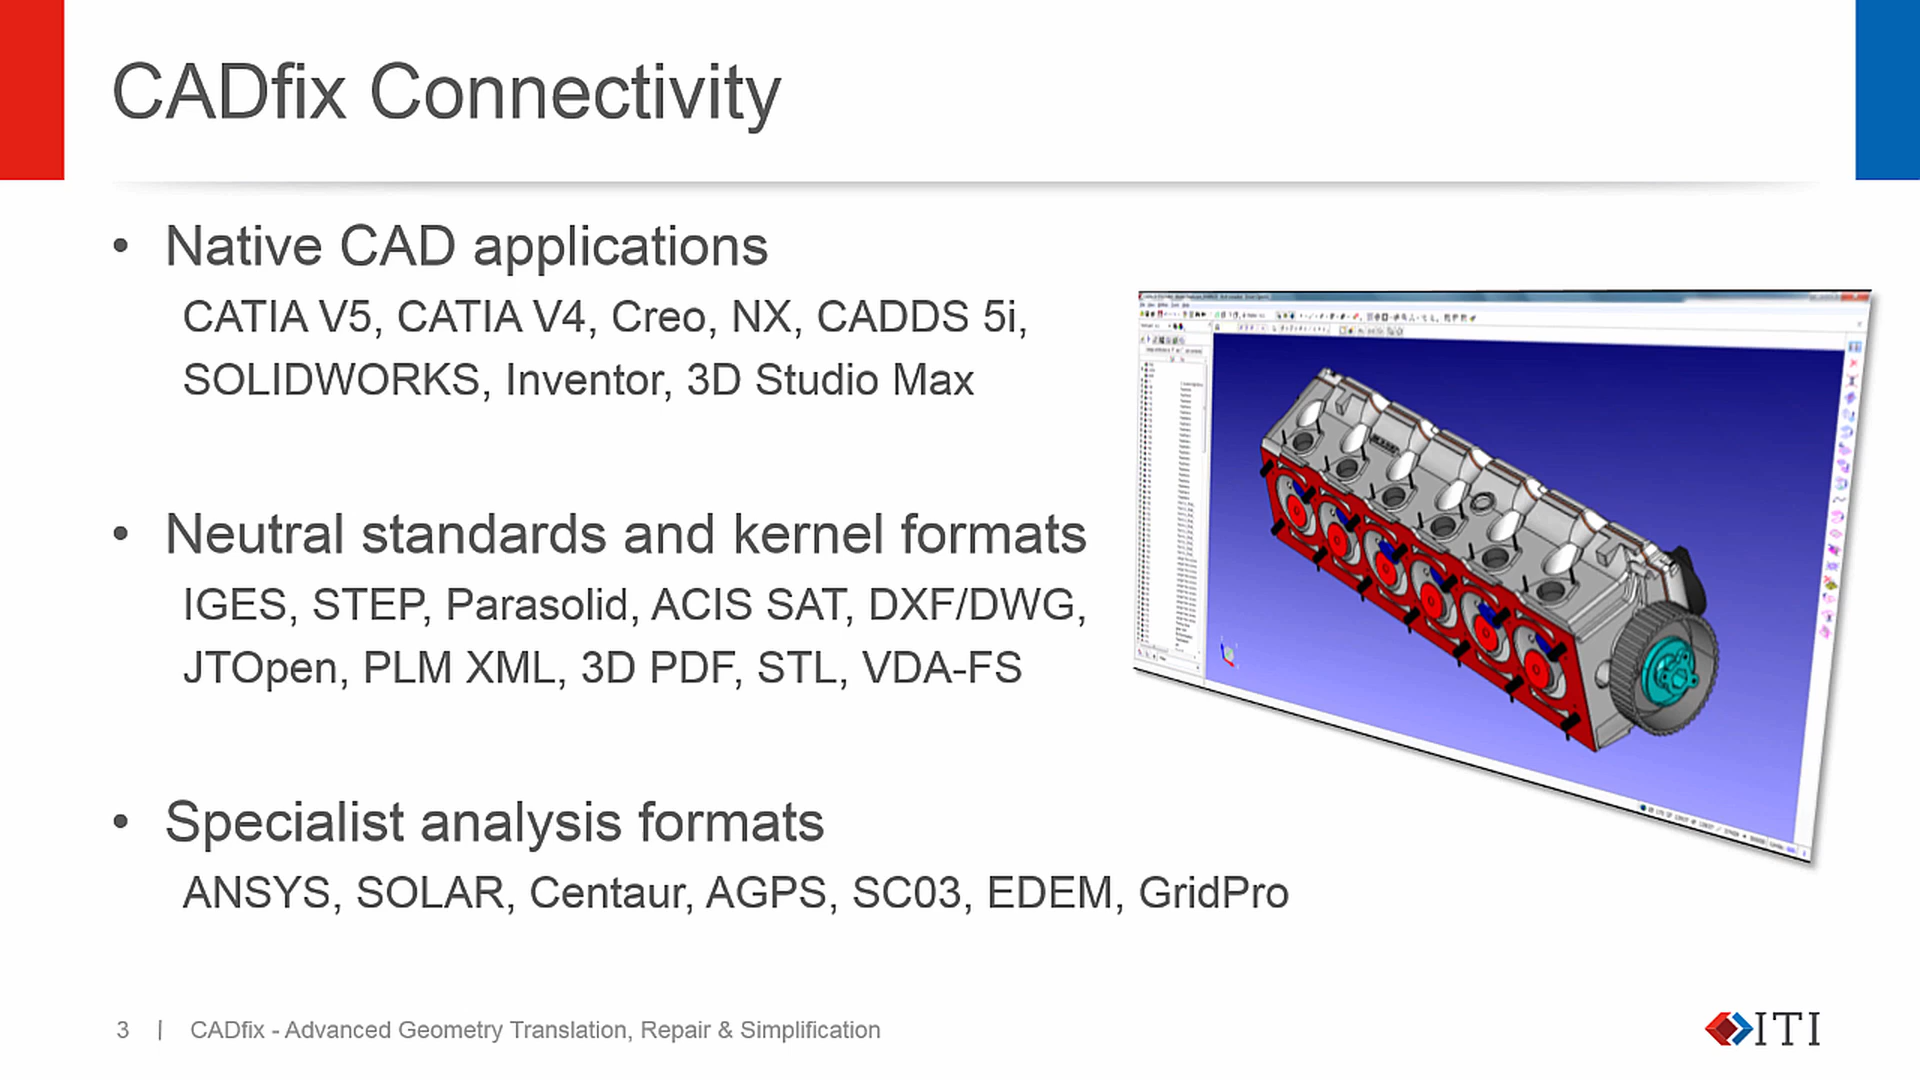 CADfix Connectivity
• Native CAD applications
CATIA V5, CATIA V4, Creo, NX, CADDS 5i,
SOLIDWORKS, Inventor, 3D Studio Max
• Neutral standards and kernel formats
IGES, STEP, Parasolid, ACIS SAT, DXF/DWG,
JTOpen, PLM XML, 3D PDF, STL, VDA-FS
• Specialist analysis formats
ANSYS, SOLAR, Centaur, AGPS, SC03, EDEM, GridPro
3 | CADfix - Advanced Geometry Translation, Repair & Simplification
ITI